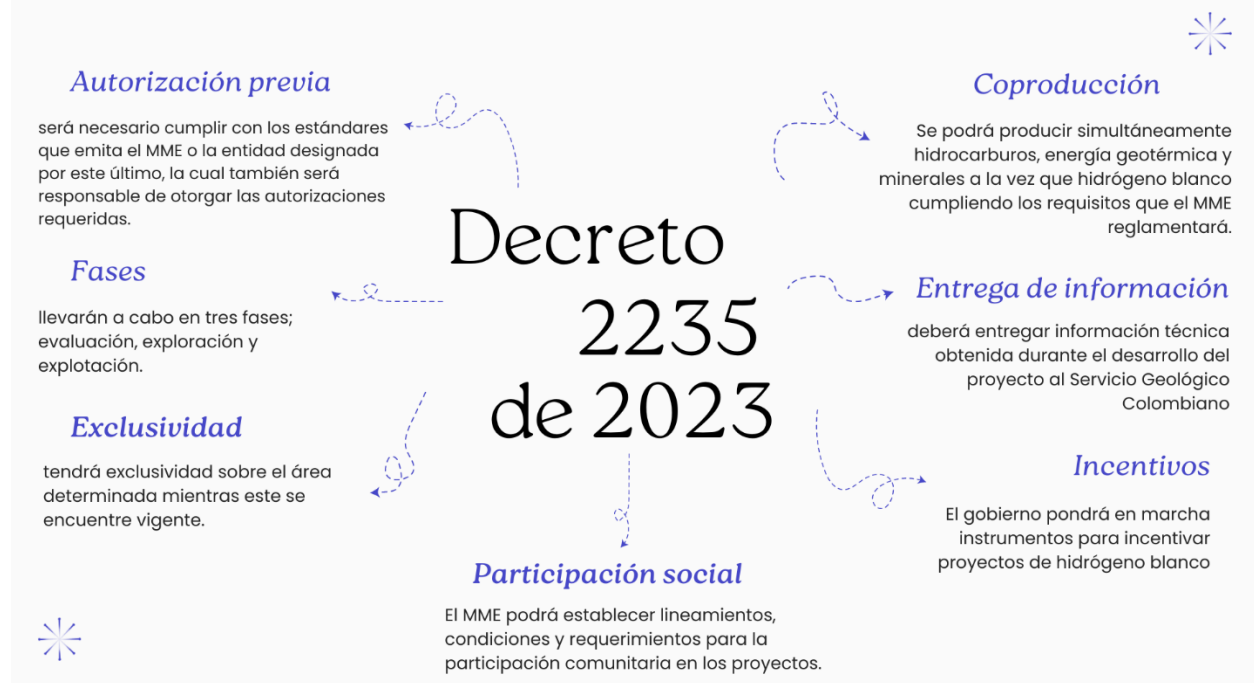 Autorización previa
será necesario cumplir con los estándares
que emita el MME o la entidad designada
por este último, la cual también será
responsable de otorgar las autorizaciones
requeridas.
Fases
llevarán a cabo en tres fases;
evaluación, exploración y
explotación.
Exclusividad
tendrá exclusividad sobre el área
determinada mientras este se
encuentre vigente.
Decreto
2235
de 2023
Participación social
El MME podrá establecer lineamientos,
condiciones y requerimientos para la
participación comunitaria en los proyectos.
Coproducción
Se podrá producir simultáneamente
hidrocarburos, energía geotérmica y
minerales a la vez que hidrógeno blanco
cumpliendo los requisitos que el MME
reglamentará.
Entrega de información
deberá entregar información técnica
obtenida durante el desarrollo del
proyecto al Servicio Geológico
Colombiano
Incentivos
El gobierno pondrá en marcha
instrumentos para incentivar
proyectos de hidrógeno blanco